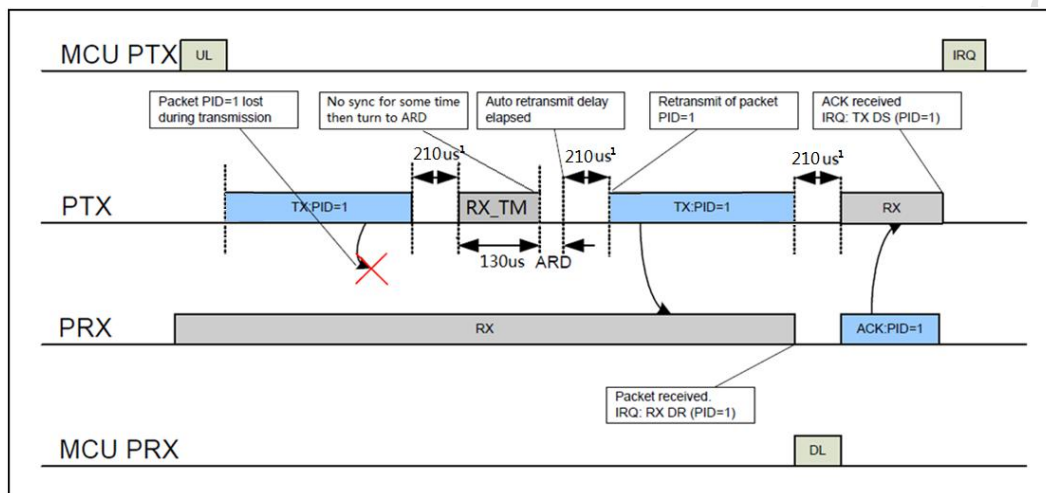 MCU PTX
UL
IRQ
Packet PID=1 lost
during transmission
No sync for some time
then turn to ARD
Auto retransmit delay
elapsed
Retransmit of packet
PID=1
ACK received
IRQ: TX DS (PID=1)
210us¹
210us¹
210us¹
PTX
TX:PID=1
RX_TM
TX:PID=1
RX
130us
ARD
PRX
RX
ACK:PID=1
Packet received.
IRQ: RX DR (PID=1)
MCU PRX
DL